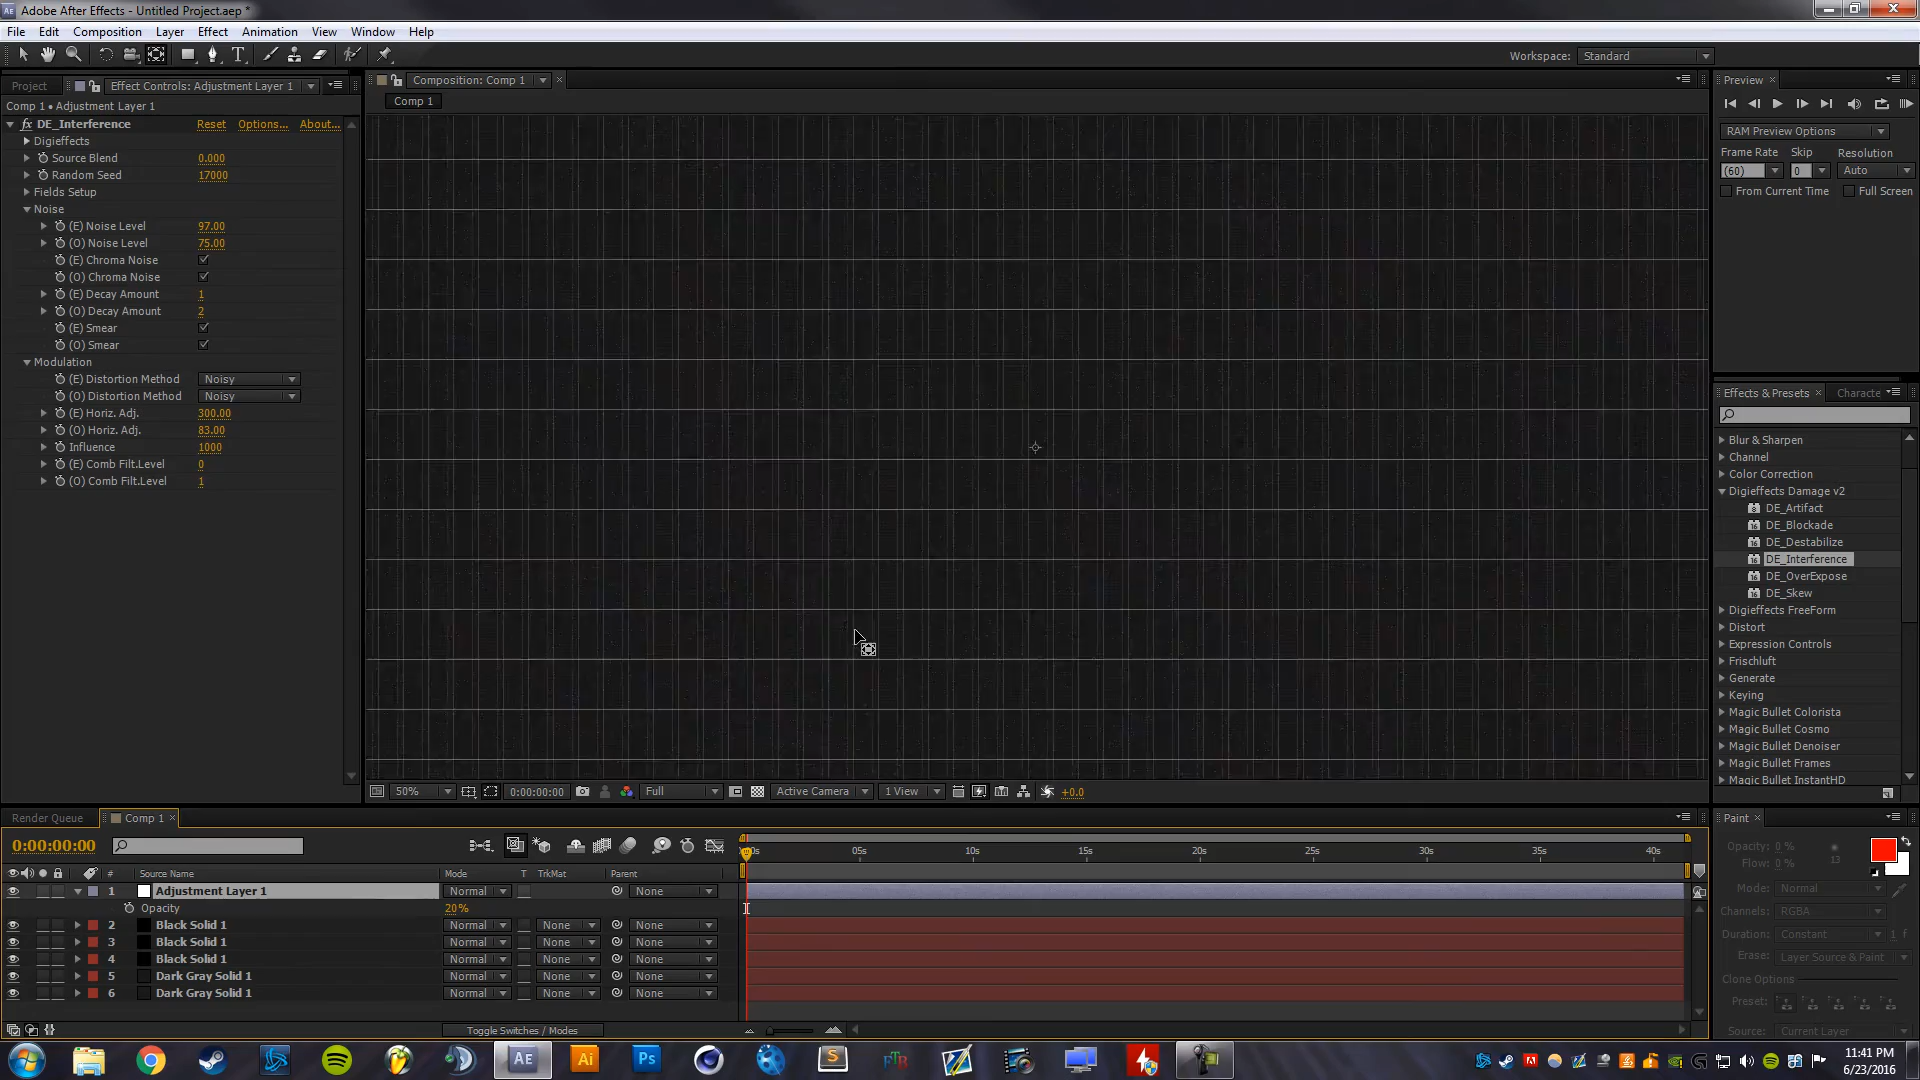 Adobe After Effects - Untitled Project.aep *
File Edit Composition Layer Effect Animation View Window Help
Workspace: Standard
Project Effect Controls: Adjustment Layer 1
Composition: Comp 1
Preview
Comp 1 • Adjustment Layer 1
Comp 1
fx DE_Interference Reset Options... About...
Digieffects
Source Blend 0.000
Random Seed 17000
Fields Setup
Noise
(E) Noise Level 97.00
(O) Noise Level 75.00
(E) Chroma Noise
(O) Chroma Noise
(E) Decay Amount 1
(O) Decay Amount 2
(E) Smear
(O) Smear
Modulation
(E) Distortion Method Noisy
(O) Distortion Method Noisy
(E) Horiz. Adj. 300.00
(O) Horiz. Adj. 83.00
Influence 1000
(E) Comb Filt.Level 0
(O) Comb Filt.Level 1
RAM Preview Options
Frame Rate Skip Resolution
(60) 0 Auto
From Current Time Full Screen
Effects & Presets Characte
Blur & Sharpen
Channel
Color Correction
Digieffects Damage v2
DE_Artifact
DE_Blockade
DE_Destabilize
DE_Interference
DE_OverExpose
DE_Skew
Digieffects FreeForm
Distort
Expression Controls
Frischluft
Generate
Keying
Magic Bullet Colorista
Magic Bullet Cosmo
Magic Bullet Denoiser
Magic Bullet Frames
Magic Bullet InstantHD
50% 0:00:00:00 Full Active Camera 1 View +0.0
Render Queue Comp 1
0:00:00:00
05s 10s 15s 20s 25s 30s 35s 40s
# Source Name Mode T TrkMat Parent
1 Adjustment Layer 1 Normal None
Opacity 20%
2 Black Solid 1 Normal None None
3 Black Solid 1 Normal None None
4 Black Solid 1 Normal None None
5 Dark Gray Solid 1 Normal None None
6 Dark Gray Solid 1 Normal None None
Toggle Switches / Modes
Paint
Opacity: 0 %
Flow: 0 % 13
Mode: Normal
Channels: RGBA
Duration: Constant 1 f
Erase: Layer Source & Paint
Clone Options
Preset:
Source: Current Layer
AE Ai Ps S FTR
11:41 PM
6/23/2016